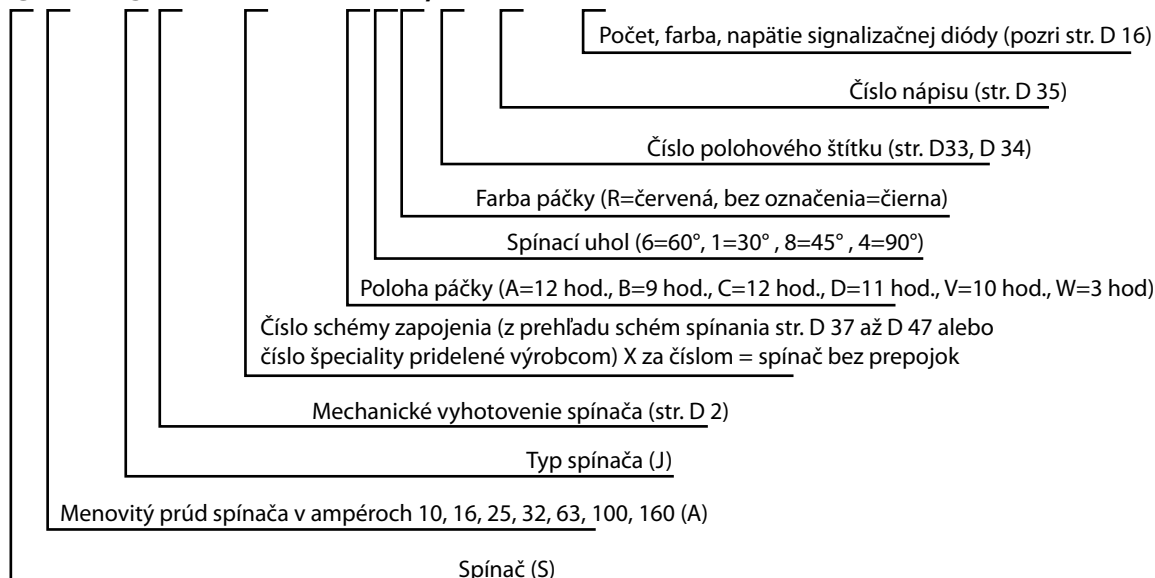 Počet, farba, napätie signalizačnej diódy (pozri str. D 16)
Číslo nápisu (str. D 35)
Číslo polohového štítku (str. D33, D 34)
Farba páčky (R=červená, bez označenia=čierna)
Spínací uhol (6=60°, 1=30° , 8=45° , 4=90°)
Poloha páčky (A=12 hod., B=9 hod., C=12 hod., D=11 hod., V=10 hod., W=3 hod)
Číslo schémy zapojenia (z prehľadu schém spínania str. D 37 až D 47 alebo
číslo špeciality pridelené výrobcom) X za číslom = spínač bez prepojok
Mechanické vyhotovenie spínača (str. D 2)
Typ spínača (J)
Menovitý prúd spínača v ampéroch 10, 16, 25, 32, 63, 100, 160 (A)
Spínač (S)